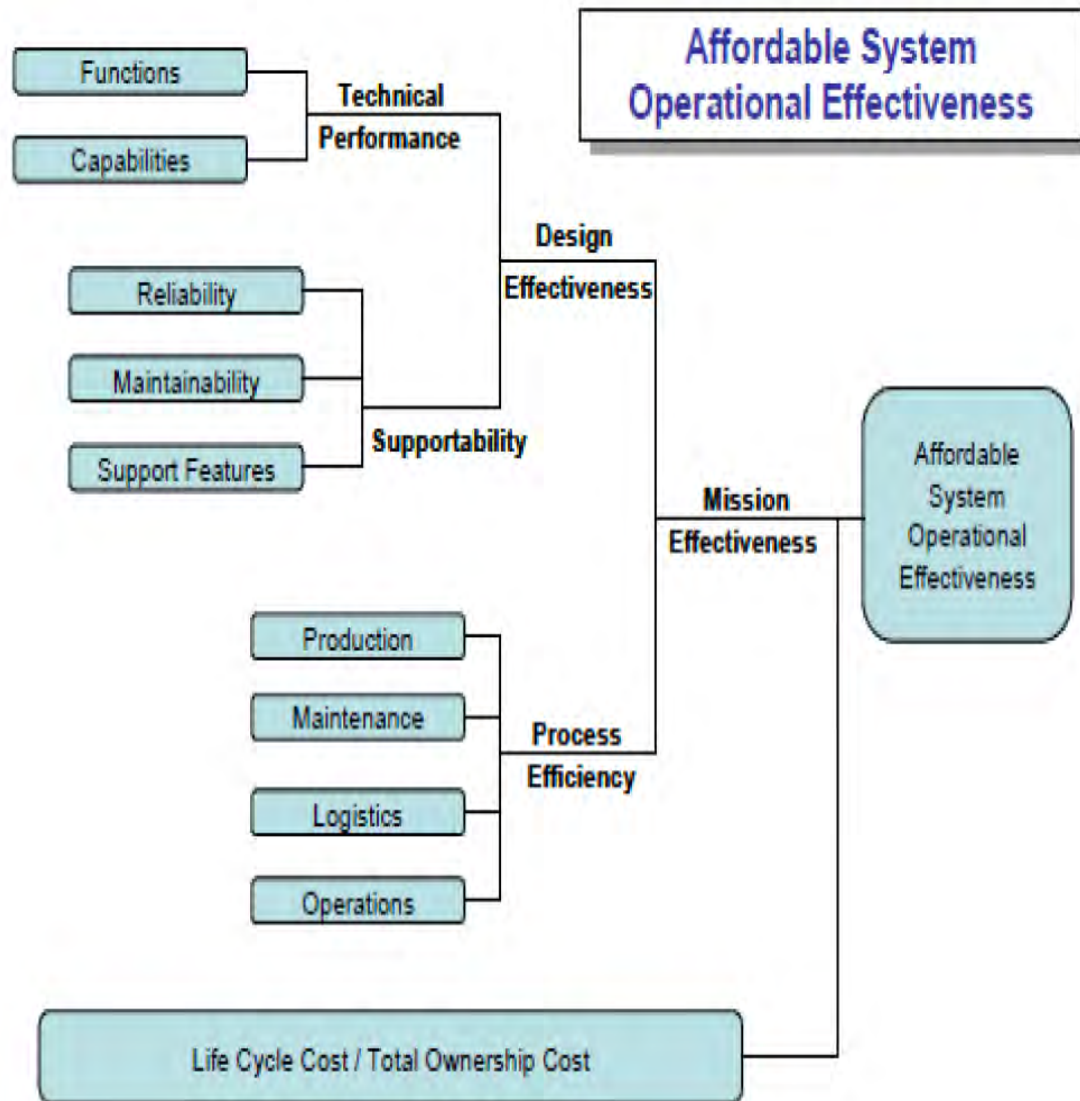 Affordable System
Operational Effectiveness
Functions
Technical
Performance
Capabilities
Design
Effectiveness
Reliability
Maintainability
Supportability
Support Features
Affordable
System
Operational
Effectiveness
Mission
Effectiveness
Production
Maintenance
Process
Efficiency
Logistics
Operations
Life Cycle Cost / Total Ownership Cost